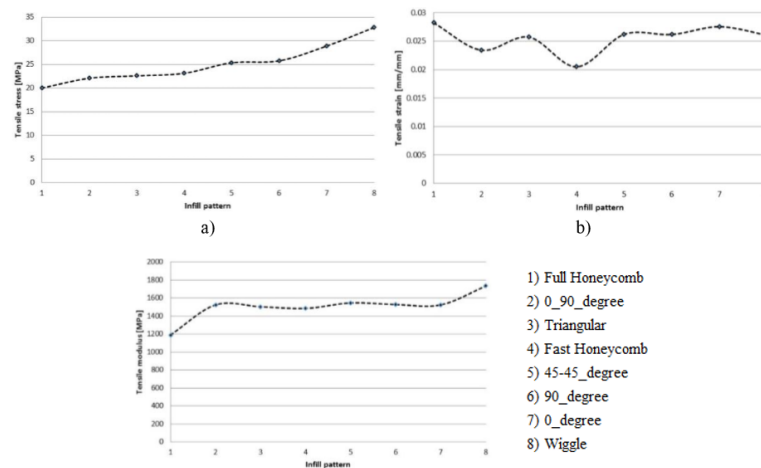 35
30
25
20
15
10
5
0
Tensile stress [MPa]
1 2 3 4 5 6 7 8
Infill pattern
a)
0.03
0.025
0.02
0.015
0.01
0.005
0
Tensile strain [mm/mm]
1 2 3 4 5 6 7
Infill pattern
b)
2000
1800
1600
1400
1200
1000
800
600
400
200
0
Tensile modulus [MPa]
1 2 3 4 5 6 7 8
Infill pattern
1) Full Honeycomb
2) 0_90_degree
3) Triangular
4) Fast Honeycomb
5) 45-45_degree
6) 90_degree
7) 0_degree
8) Wiggle